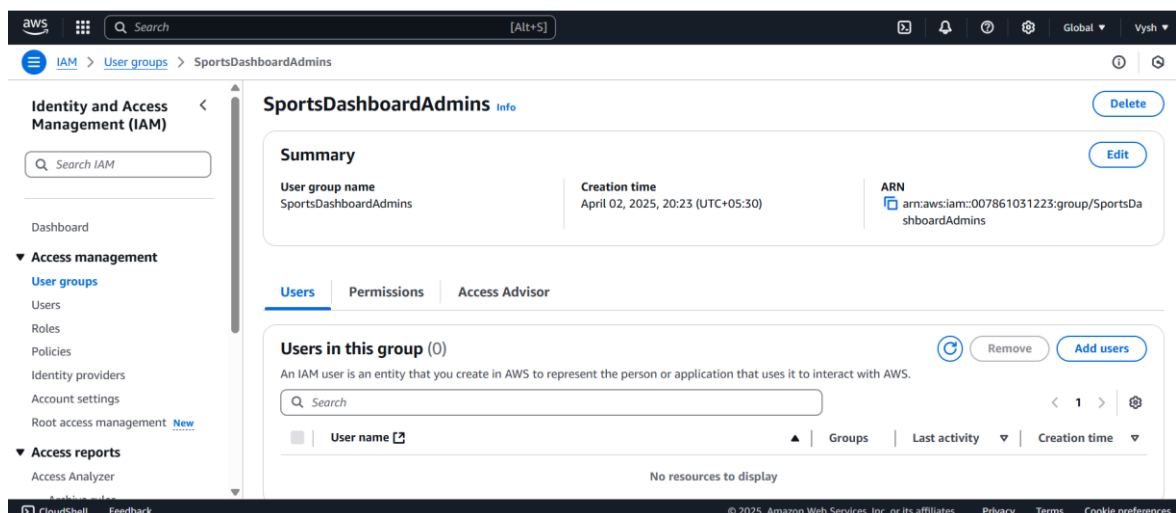 aws
Search [Alt+S] Global Vysh
IAM > User groups > SportsDashboardAdmins
Identity and Access
Management (IAM)
Search IAM
Dashboard
Access management
User groups
Users
Roles
Policies
Identity providers
Account settings
Root access management New
Access reports
Access Analyzer
SportsDashboardAdmins Info
Delete
Summary
Edit
User group name
SportsDashboardAdmins
Creation time
April 02, 2025, 20:23 (UTC+05:30)
ARN
arn:aws:iam::007861031223:group/SportsDa
shboardAdmins
Users Permissions Access Advisor
Users in this group (0)
Remove Add users
An IAM user is an entity that you create in AWS to represent the person or application that uses it to interact with AWS.
Search
1
User name Groups Last activity Creation time
No resources to display
CloudShell Feedback © 2025, Amazon Web Services, Inc. or its affiliates. Privacy Terms Cookie preferences